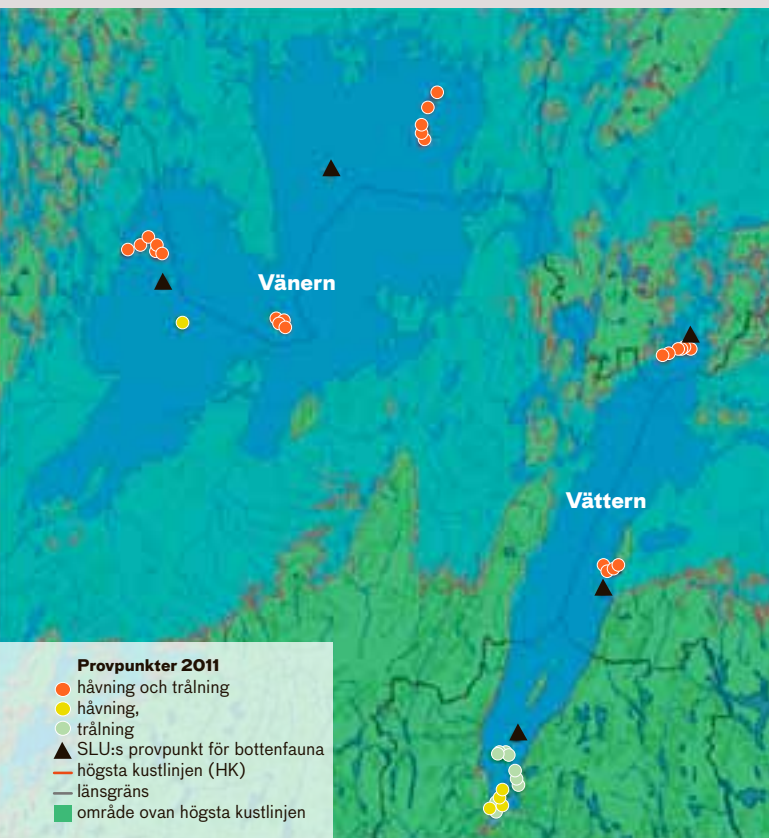 Vänern
Vättern
Provpunkter 2011
håvning och trålning
håvning,
trålning
SLU:s provpunkt för bottenfauna
högsta kustlinjen (HK)
länsgräns
område ovan högsta kustlinjen